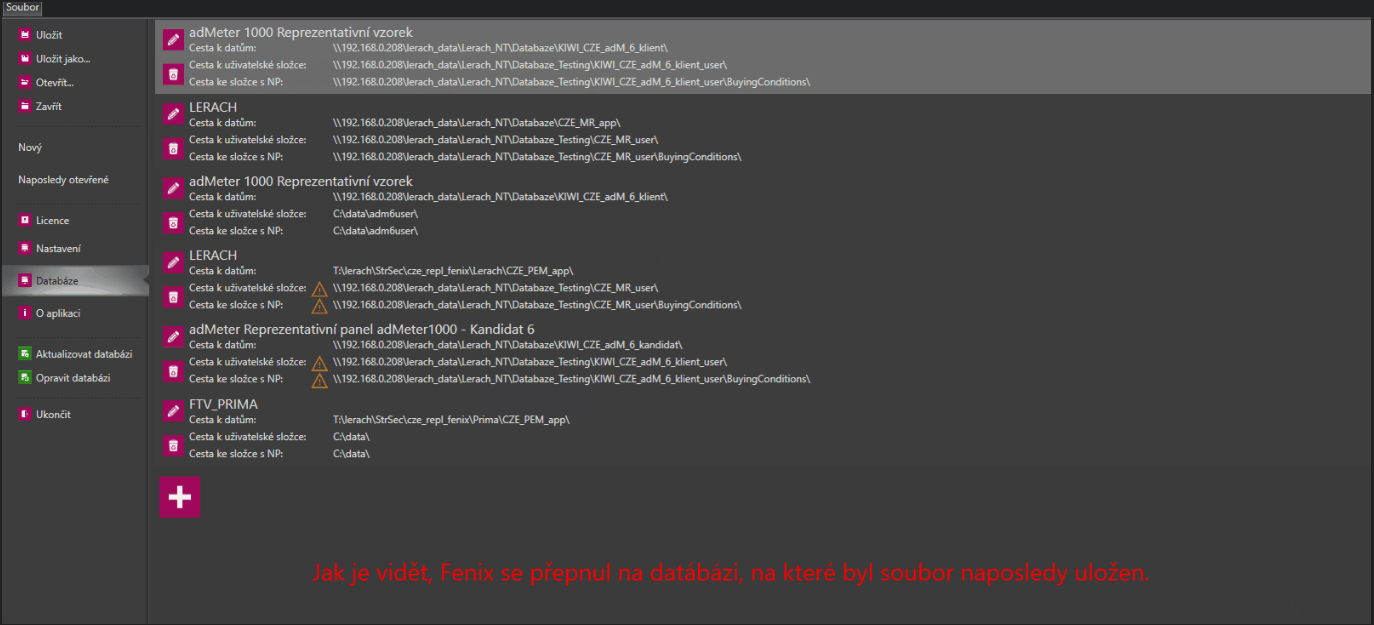 Soubor
Uložit
Uložit jako...
Otevřít...
Zavřít
Nový
Naposledy otevřené
Licence
Nastavení
Databáze
O aplikaci
Aktualizovat databázi
Opravit databázi
Ukončit
adMeter 1000 Reprezentativní vzorek
Cesta k datům: \\192.168.0.208\lerach_data\Lerach_NT\Databaze\KIWI_CZE_adM_6_klient\
Cesta k uživatelské složce: \\192.168.0.208\lerach_data\Lerach_NT\Databaze_Testing\KIWI_CZE_adM_6_klient_user\
Cesta ke složce s NP: \\192.168.0.208\lerach_data\Lerach_NT\Databaze_Testing\KIWI_CZE_adM_6_klient_user\BuyingConditions\
LERACH
Cesta k datům: \\192.168.0.208\lerach_data\Lerach_NT\Databaze\CZE_MR_app\
Cesta k uživatelské složce: \\192.168.0.208\lerach_data\Lerach_NT\Databaze_Testing\CZE_MR_user\
Cesta ke složce s NP: \\192.168.0.208\lerach_data\Lerach_NT\Databaze_Testing\CZE_MR_user\BuyingConditions\
adMeter 1000 Reprezentativní vzorek
Cesta k datům: \\192.168.0.208\lerach_data\Lerach_NT\Databaze\KIWI_CZE_adM_6_klient\
Cesta k uživatelské složce: C:\data\adm6user\
Cesta ke složce s NP: C:\data\adm6user\
LERACH
Cesta k datům: T:\lerach\StrSec\cze_repl_fenix\Lerach\CZE_PEM_app\
Cesta k uživatelské složce: \\192.168.0.208\lerach_data\Lerach_NT\Databaze_Testing\CZE_MR_user\
Cesta ke složce s NP: \\192.168.0.208\lerach_data\Lerach_NT\Databaze_Testing\CZE_MR_user\BuyingConditions\
adMeter Reprezentativní panel adMeter1000 - Kandidat 6
Cesta k datům: \\192.168.0.208\lerach_data\Lerach_NT\Databaze\KIWI_CZE_adM_6_kandidat\
Cesta k uživatelské složce: \\192.168.0.208\lerach_data\Lerach_NT\Databaze_Testing\KIWI_CZE_adM_6_klient_user\
Cesta ke složce s NP: \\192.168.0.208\lerach_data\Lerach_NT\Databaze_Testing\KIWI_CZE_adM_6_klient_user\BuyingConditions\
FTV_PRIMA
Cesta k datům: T:\lerach\StrSec\cze_repl_fenix\Prima\CZE_PEM_app\
Cesta k uživatelské složce: C:\data\
Cesta ke složce s NP: C:\data\
Jak je vidět, Fenix se přepnul na datábázi, na které byl soubor naposledy uložen.